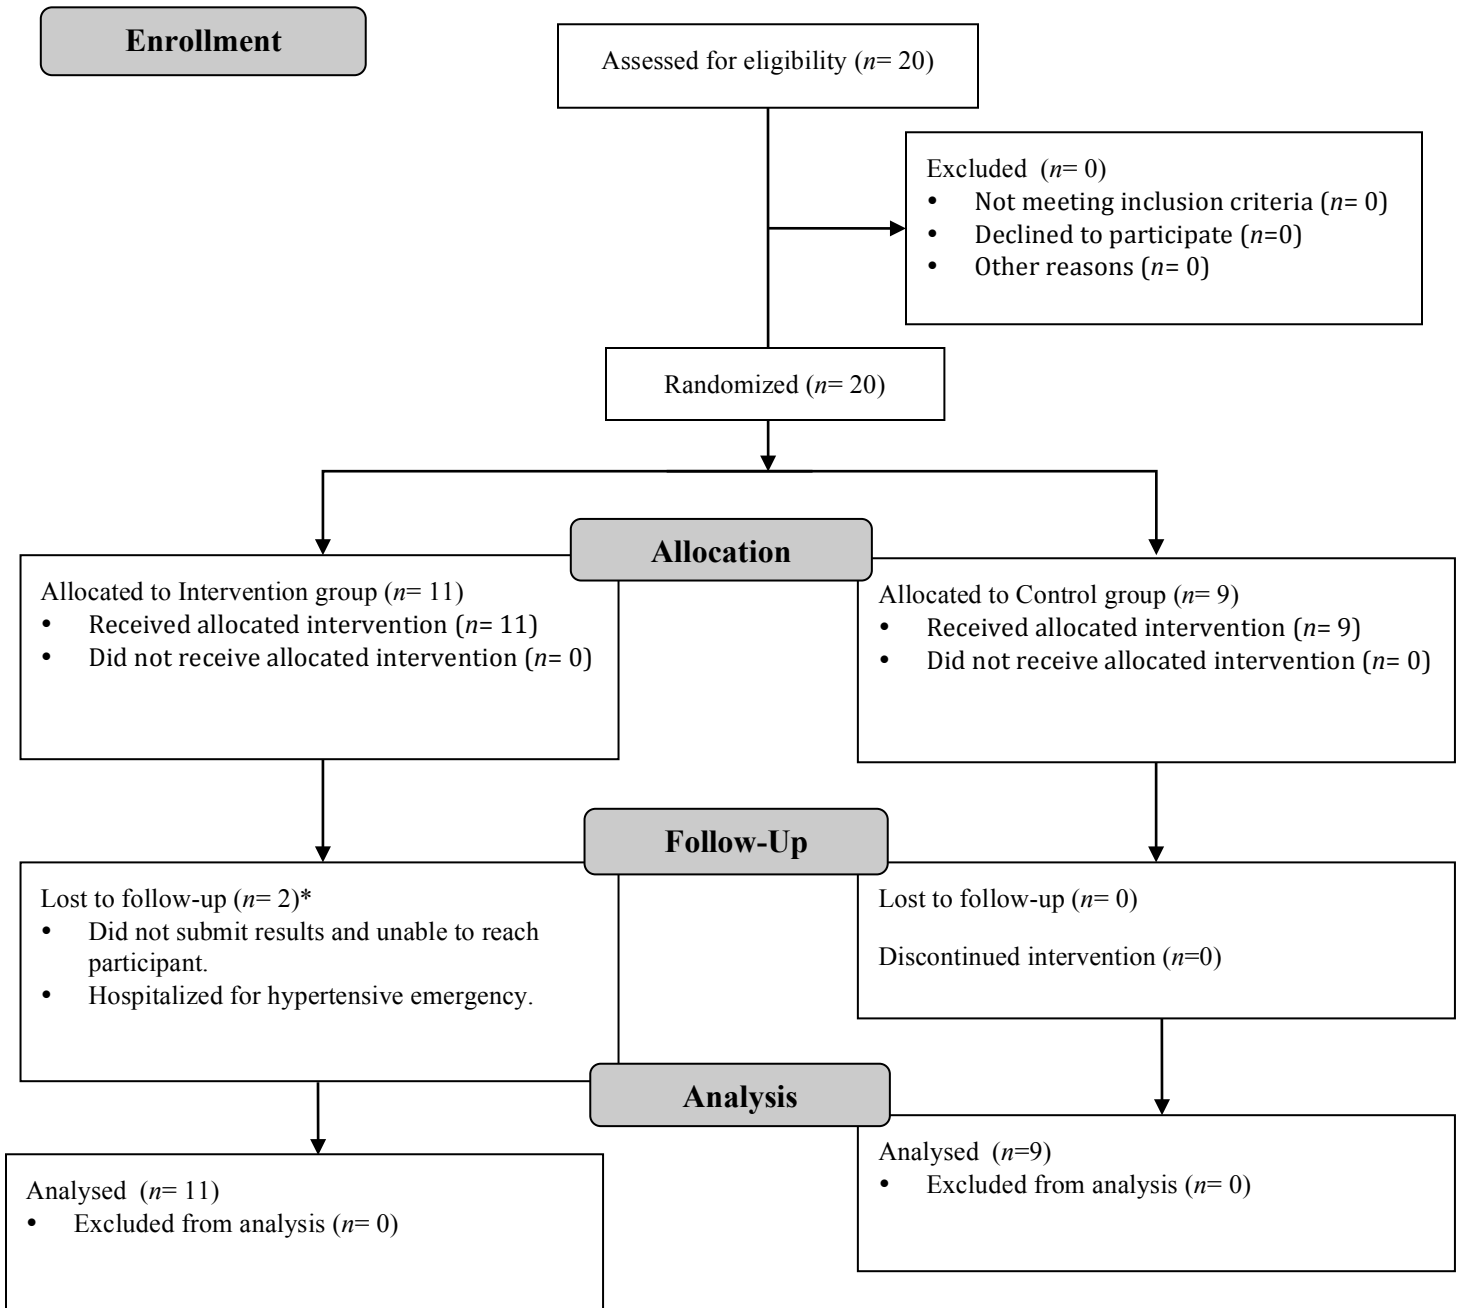 Enrollment
Assessed for eligibility (n= 20)
Excluded (n= 0)
• Not meeting inclusion criteria (n= 0)
• Declined to participate (n=0)
• Other reasons (n= 0)
Randomized (n= 20)
Allocation
Allocated to Intervention group (n= 11)
• Received allocated intervention (n= 11)
• Did not receive allocated intervention (n= 0)
Allocated to Control group (n= 9)
• Received allocated intervention (n= 9)
• Did not receive allocated intervention (n= 0)
Follow-Up
Lost to follow-up (n= 2)*
• Did not submit results and unable to reach
participant.
• Hospitalized for hypertensive emergency.
Lost to follow-up (n= 0)
Discontinued intervention (n=0)
Analysis
Analysed (n= 11)
• Excluded from analysis (n= 0)
Analysed (n=9)
• Excluded from analysis (n= 0)